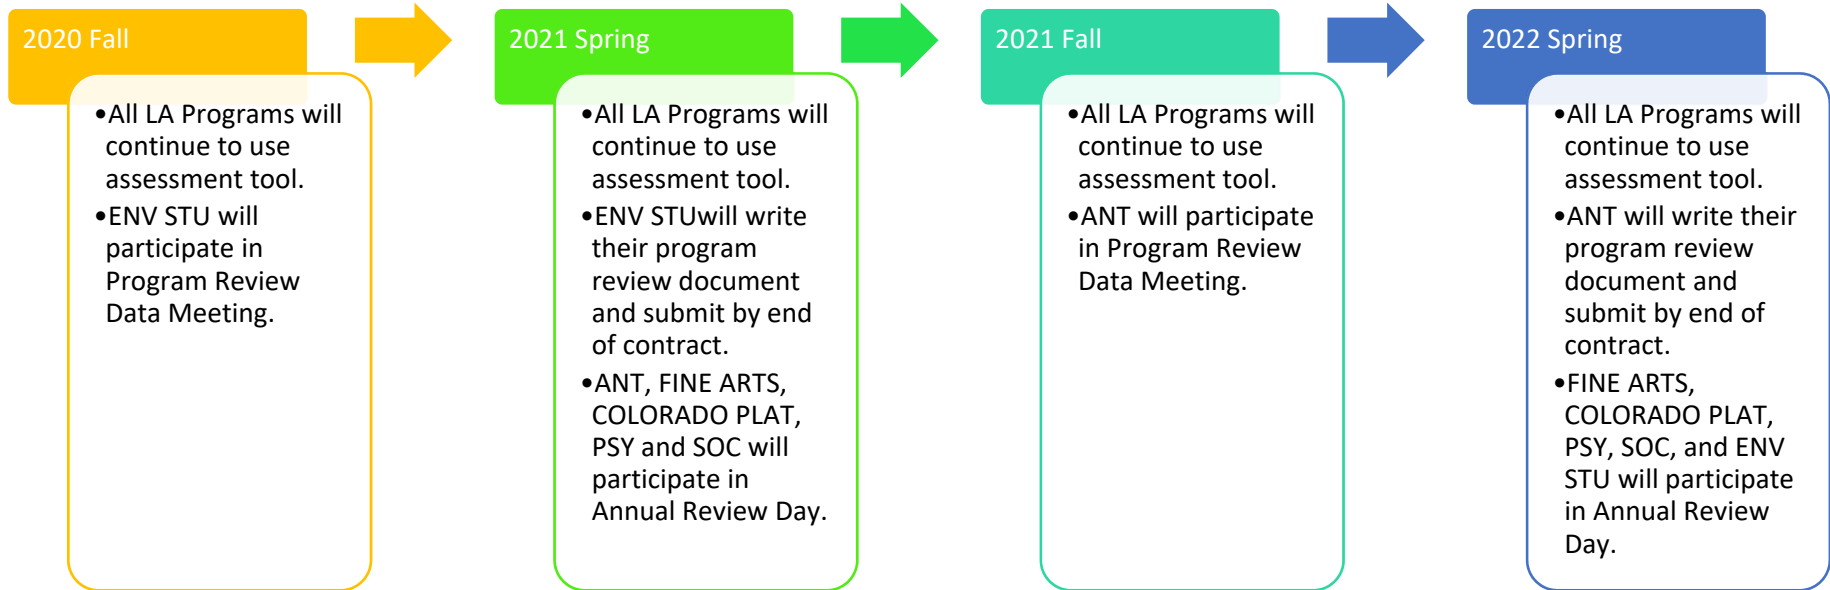 2020 Fall
•All LA Programs will
continue to use
assessment tool.
•ENV STU will
participate in
Program Review
Data Meeting.
2021 Spring
•All LA Programs will
continue to use
assessment tool.
•ENV STUwill write
their program
review document
and submit by end
of contract.
•ANT, FINE ARTS,
COLORADO PLAT,
PSY and SOC will
participate in
Annual Review Day.
2021 Fall
•All LA Programs will
continue to use
assessment tool.
•ANT will participate
in Program Review
Data Meeting.
2022 Spring
•All LA Programs will
continue to use
assessment tool.
•ANT will write their
program review
document and
submit by end of
contract.
•FINE ARTS,
COLORADO PLAT,
PSY, SOC, and ENV
STU will participate
in Annual Review
Day.